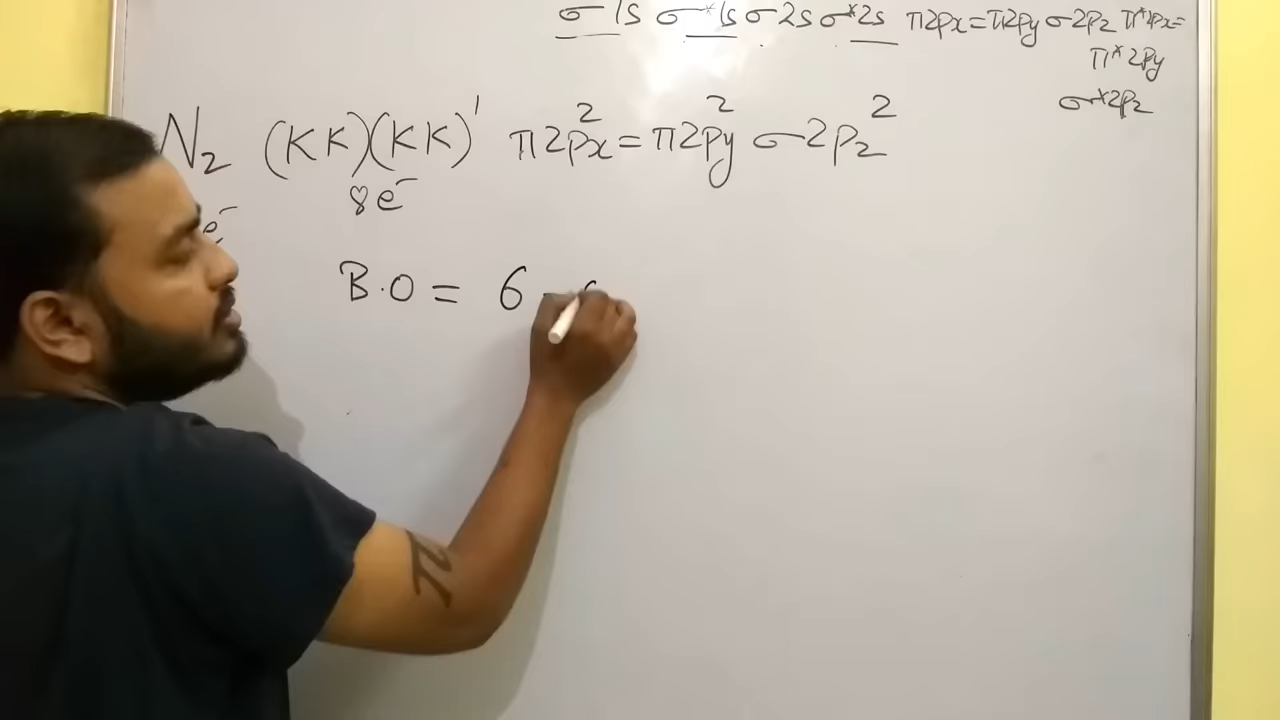 σ1s σ*1s σ2s σ*2s π2px=π2py σ2pz π*2px=
π*2py
σ*2pz
N2 (KK)(KK)' π2px² = π2py² σ2pz²
e⁻ 8e⁻
B.O = 6 -
π